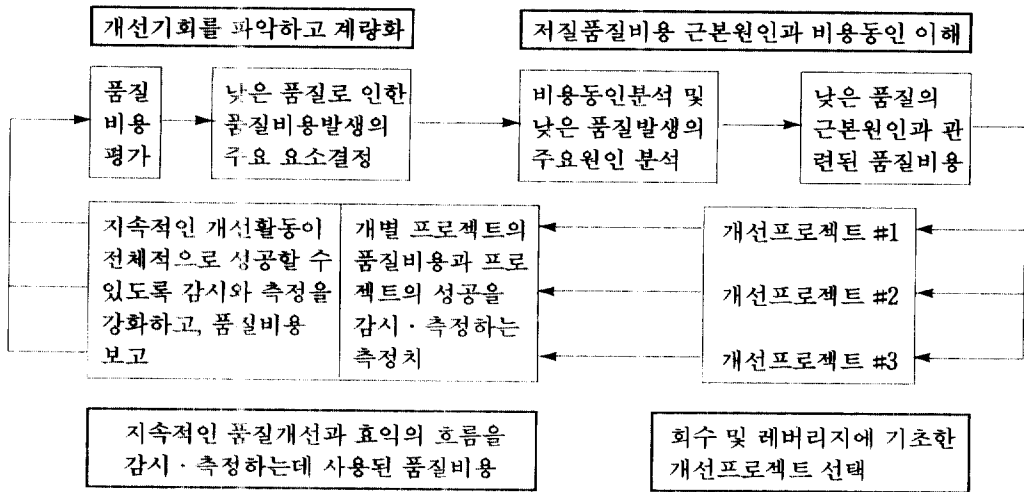 개선기회를 파악하고 계량화
저질품질비용 근본원인과 비용동인 이해
품질
비용
평가
낮은 품질로 인한
품질비용발생의
주요 요소결정
비용동인분석 및
낮은 품질발생의
주요원인 분석
낮은 품질의
근본원인과 관
련된 품질비용
지속적인 개선활동이
전체적으로 성공할 수
있도록 감시와 측정을
강화하고, 품질비용
보고
개별 프로젝트의
품질비용과 프로
젝트의 성공을
감시·측정하는
측정치
개선프로젝트 #1
개선프로젝트 #2
개선프로젝트 #3
지속적인 품질개선과 효익의 흐름을
감시·측정하는데 사용된 품질비용
회수 및 레버리지에 기초한
개선프로젝트 선택